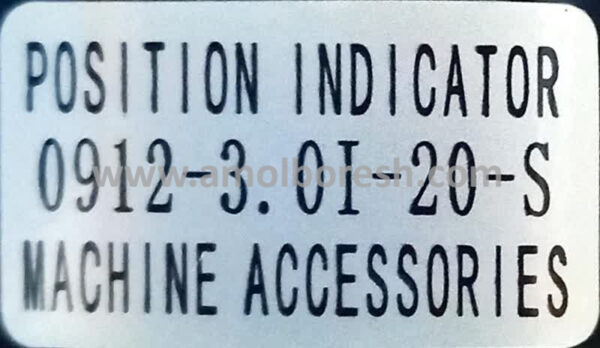 POSITION INDICATOR
0912-3.0I-20-S
www.amolboresh.com
MACHINE ACCESSORIES